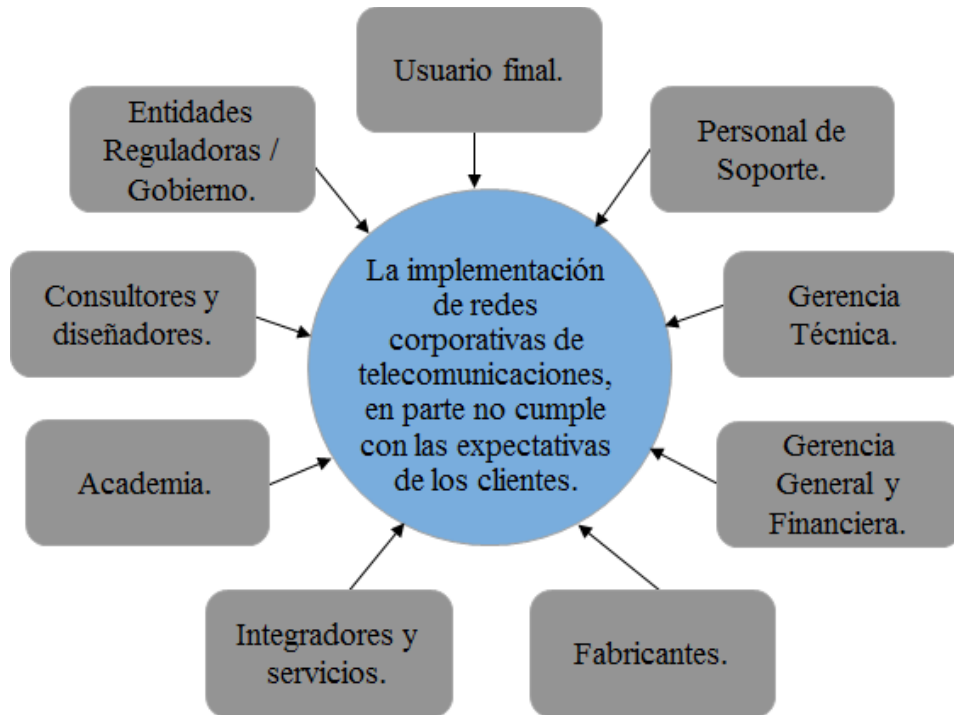 Usuario final.
Entidades
Reguladoras /
Gobierno.
Personal de
Soporte.
La implementación
de redes
corporativas de
telecomunicaciones,
en parte no cumple
con las expectativas
de los clientes.
Consultores y
diseñadores.
Gerencia
Técnica.
Academia.
Gerencia
General y
Financiera.
Integradores y
servicios.
Fabricantes.